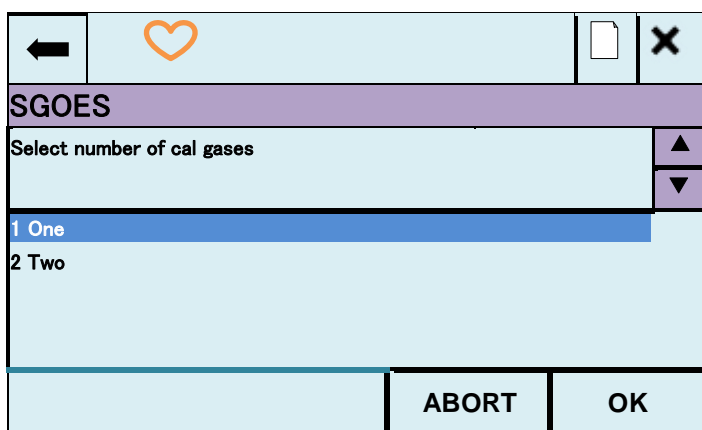 SGOES
Select number of cal gases
1 One
2 Two
ABORT
OK